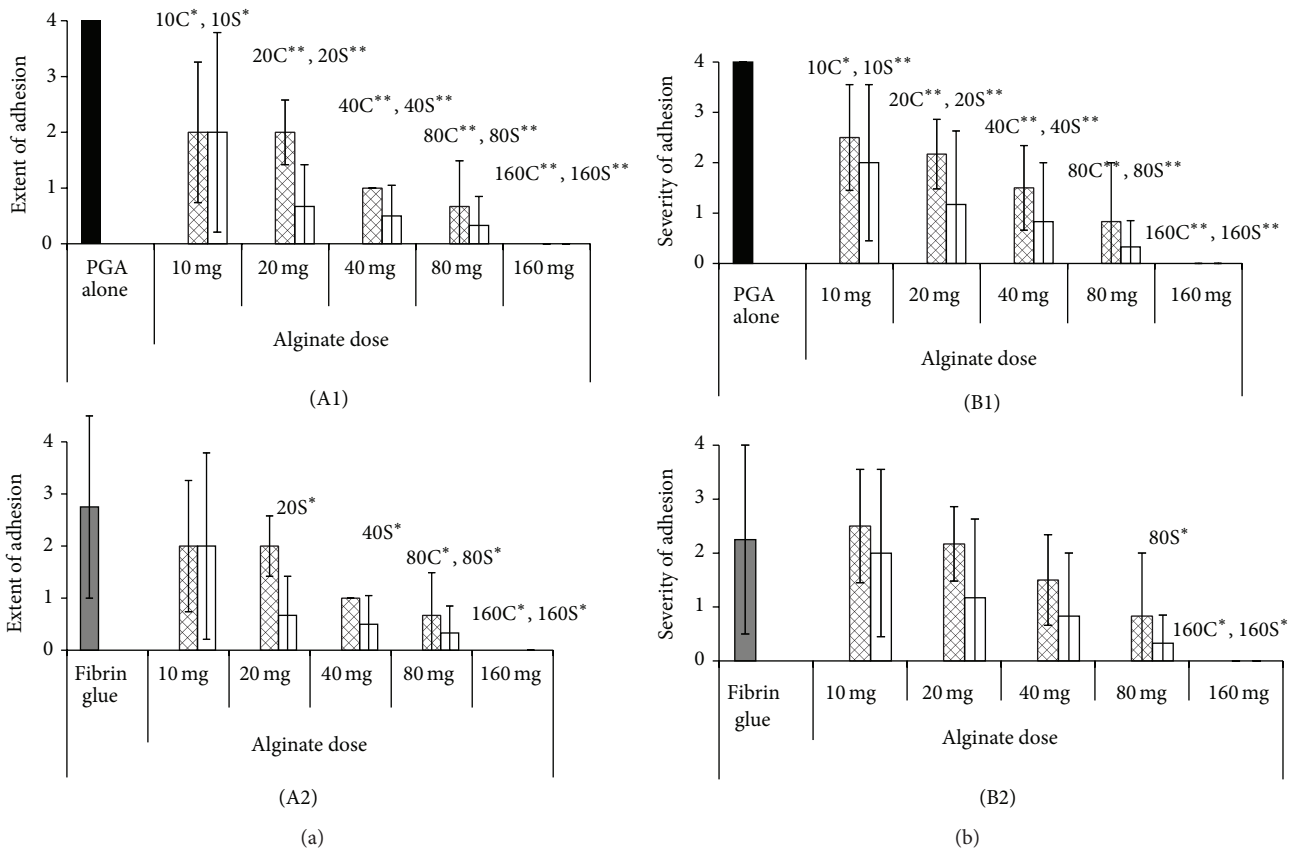 Extent of adhesion
4
3
2
1
0
10C*, 10S*
20C**, 20S**
40C**, 40S**
80C**, 80S**
160C**, 160S**
PGA alone
10 mg
20 mg
40 mg
80 mg
160 mg
Alginate dose
(A1)
Severity of adhesion
4
3
2
1
0
10C*, 10S**
20C**, 20S**
40C**, 40S**
80C**, 80S**
160C**, 160S**
PGA alone
10 mg
20 mg
40 mg
80 mg
160 mg
Alginate dose
(B1)
Extent of adhesion
4
3
2
1
0
20S*
40S*
80C*, 80S*
160C*, 160S*
Fibrin glue
10 mg
20 mg
40 mg
80 mg
160 mg
Alginate dose
(A2)
(a)
Severity of adhesion
4
3
2
1
0
80S*
160C*, 160S*
Fibrin glue
10 mg
20 mg
40 mg
80 mg
160 mg
Alginate dose
(B2)
(b)